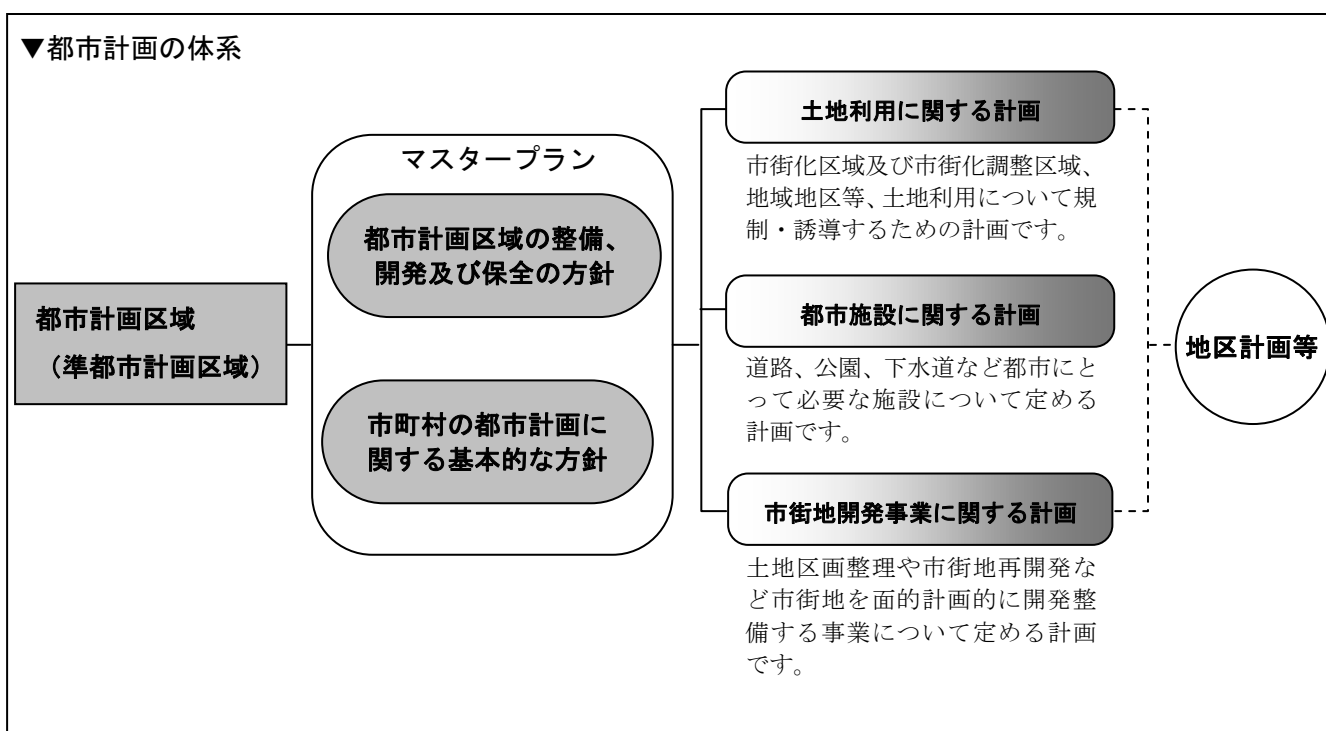 ▼都市計画の体系
都市計画区域
（準都市計画区域）
マスタープラン
都市計画区域の整備、
開発及び保全の方針
市町村の都市計画に
関する基本的な方針
土地利用に関する計画
市街化区域及び市街化調整区域、
地域地区等、土地利用について規
制・誘導するための計画です。
都市施設に関する計画
道路、公園、下水道など都市にと
って必要な施設について定める
計画です。
市街地開発事業に関する計画
土地区画整理や市街地再開発な
ど市街地を面的計画的に開発整
備する事業について定める計画
です。
地区計画等